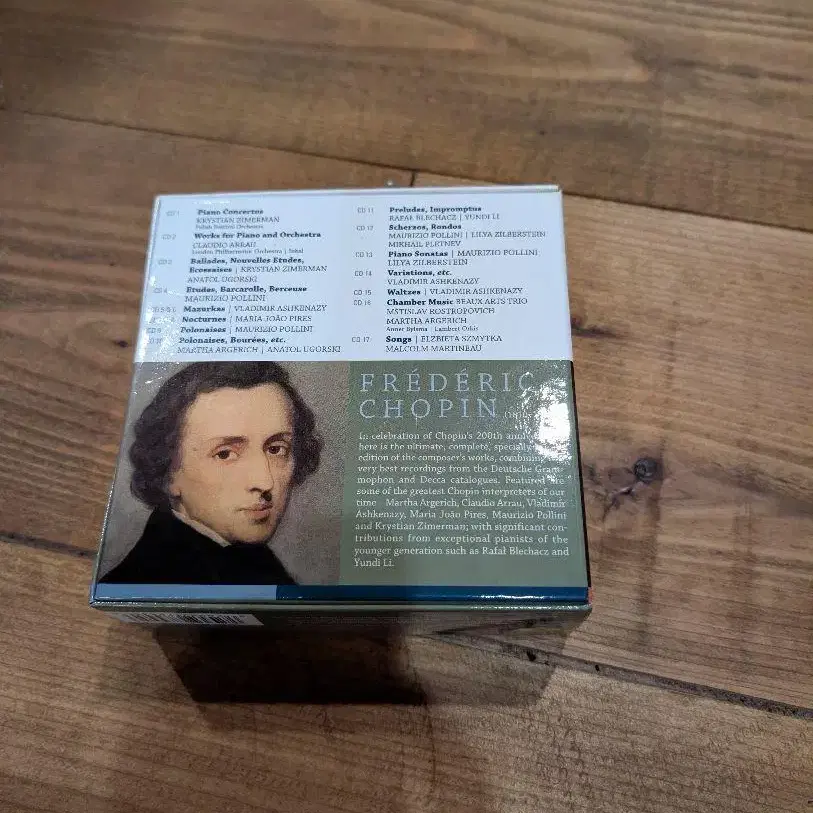 CD 1 Piano Concertos
KRYSTIAN ZIMERMAN
Polish Festival Orchestra
CD 2 Works for Piano and Orchestra
CLAUDIO ARRAU
London Philharmonic Orchestra | Inbal
CD 3 Ballades, Nouvelles Etudes,
Ecossaises | KRYSTIAN ZIMERMAN
ANATOL UGORSKI
CD 4 Etudes, Barcarolle, Berceuse
MAURIZIO POLLINI
Mazurkas | VLADIMIR ASHKENAZY
Nocturnes | MARIA JOÃO PIRES
Polonaises | MAURIZIO POLLINI
Polonaises, Bourées, etc.
MARTHA ARGERICH | ANATOL UGORSKI
CD 11 Preludes, Impromptus
RAFAŁ BLECHACZ | YUNDI LI
CD 12 Scherzos, Rondos
MAURIZIO POLLINI | LILYA ZILBERSTEIN
MIKHAIL PLETNEV
CD 13 Piano Sonatas | MAURIZIO POLLINI
LILYA ZILBERSTEIN
CD 14 Variations, etc.
VLADIMIR ASHKENAZY
CD 15 Waltzes | VLADIMIR ASHKENAZY
CD 16 Chamber Music BEAUX ARTS TRIO
MSTISLAV ROSTROPOVICH
MARTHA ARGERICH
Anner Bylsma | Lambert Orkis
CD 17 Songs | ELZBIETA SZMYTKA
MALCOLM MARTINEAU
FRÉDÉRIC
CHOPIN
In celebration of Chopin's 200th
here is the ultimate, complete,
edition of the composer's works,
very best recordings from the Deutsche Gram-
mophon and Decca catalogues. Featured are
some of the greatest Chopin interpreters of our
time Martha Argerich, Claudio Arrau, Vladimir
Ashkenazy, Maria João Pires, Maurizio Pollini
and Krystian Zimerman; with significant con-
tributions from exceptional pianists of the
younger generation such as Rafał Blechacz and
Yundi Li.